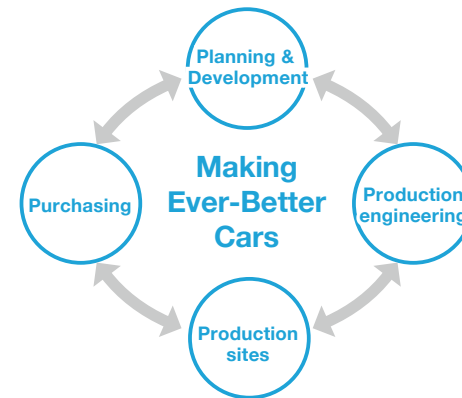 Planning &
Development
Making
Ever-Better
Cars
Purchasing
Production
engineering
Production
sites